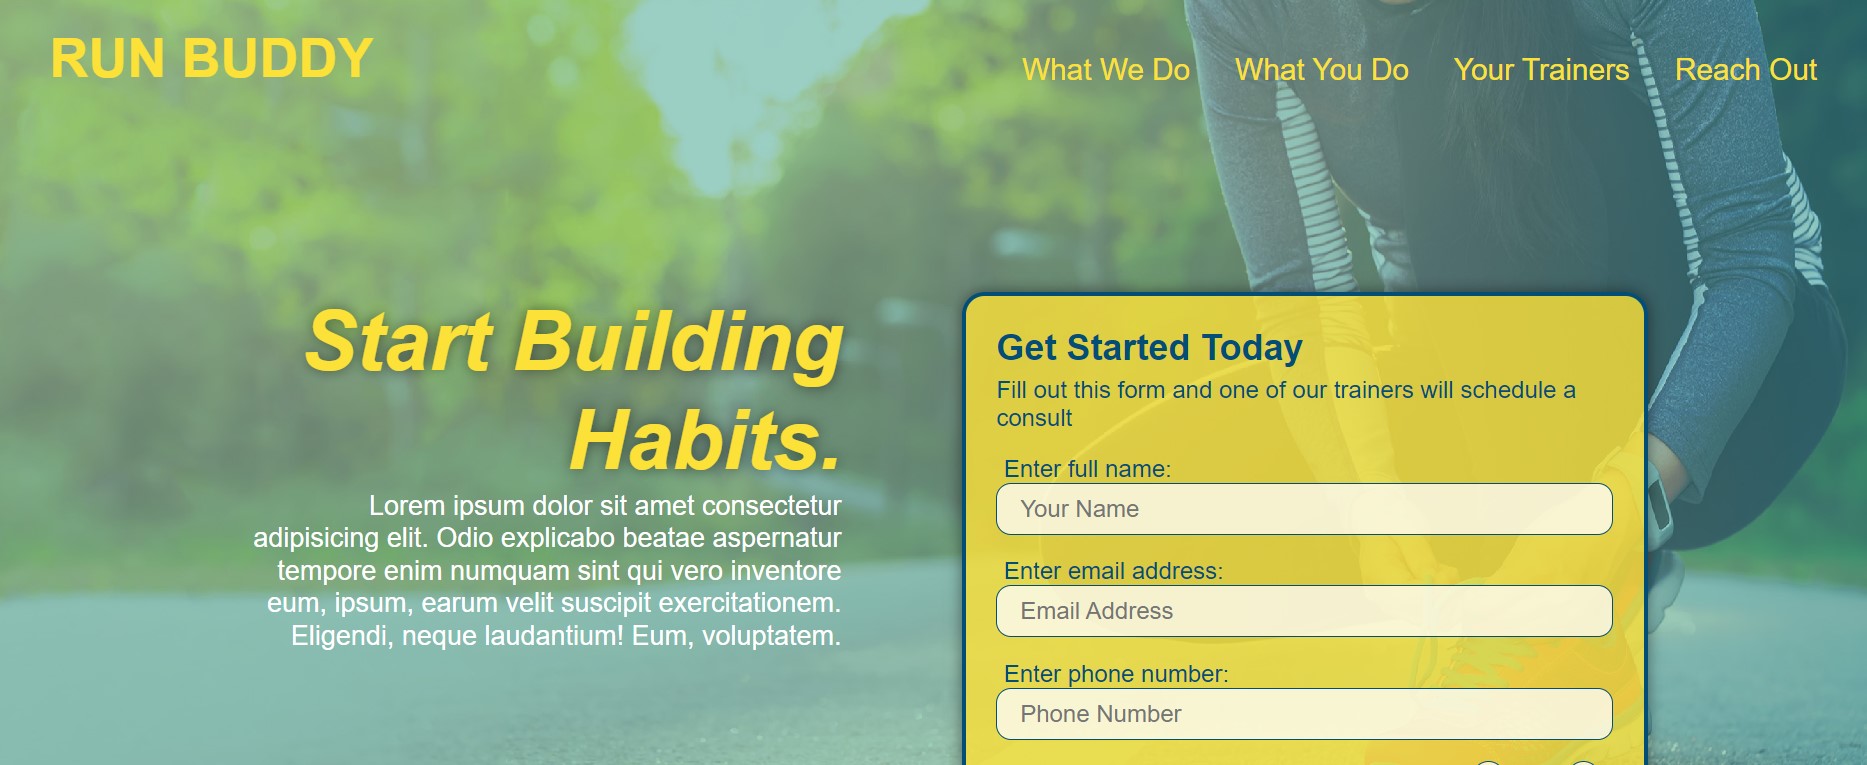 RUN BUDDY
What We Do
What You Do
Your Trainers
Reach Out
Start Building
Habits.
Lorem ipsum dolor sit amet consectetur
adipisicing elit. Odio explicabo beatae aspernatur
tempore enim numquam sint qui vero inventore
eum, ipsum, earum velit suscipit exercitationem.
Eligendi, neque laudantium! Eum, voluptatem.
Get Started Today
Fill out this form and one of our trainers will schedule a
consult
Enter full name:
Your Name
Enter email address:
Email Address
Enter phone number:
Phone Number